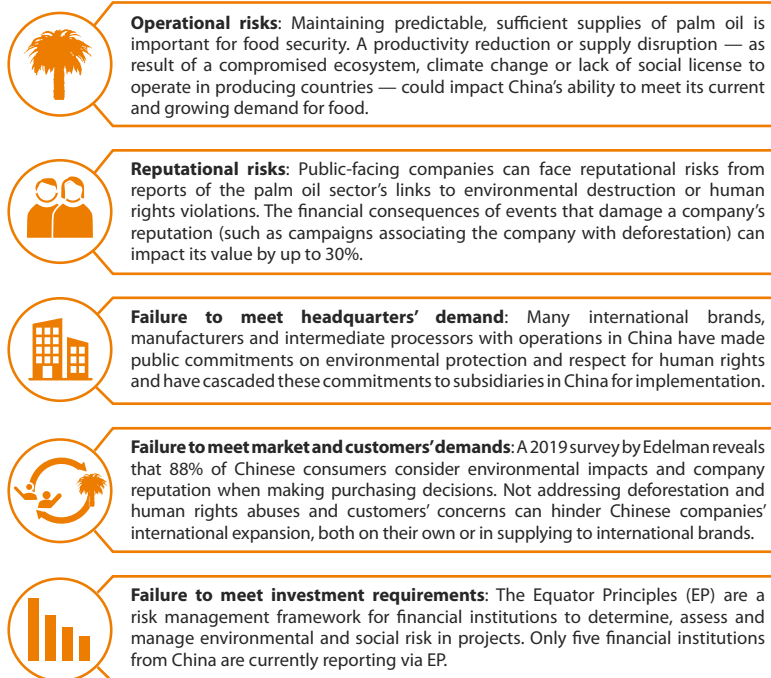 Operational risks: Maintaining predictable, sufficient supplies of palm oil is
important for food security. A productivity reduction or supply disruption — as
result of a compromised ecosystem, climate change or lack of social license to
operate in producing countries — could impact China’s ability to meet its current
and growing demand for food.
Reputational risks: Public-facing companies can face reputational risks from
reports of the palm oil sector’s links to environmental destruction or human
rights violations. The financial consequences of events that damage a company’s
reputation (such as campaigns associating the company with deforestation) can
impact its value by up to 30%.
Failure to meet headquarters’ demand: Many international brands,
manufacturers and intermediate processors with operations in China have made
public commitments on environmental protection and respect for human rights
and have cascaded these commitments to subsidiaries in China for implementation.
Failure to meet market and customers’ demands: A 2019 survey by Edelman reveals
that 88% of Chinese consumers consider environmental impacts and company
reputation when making purchasing decisions. Not addressing deforestation and
human rights abuses and customers’ concerns can hinder Chinese companies’
international expansion, both on their own or in supplying to international brands.
Failure to meet investment requirements: The Equator Principles (EP) are a
risk management framework for financial institutions to determine, assess and
manage environmental and social risk in projects. Only five financial institutions
from China are currently reporting via EP.